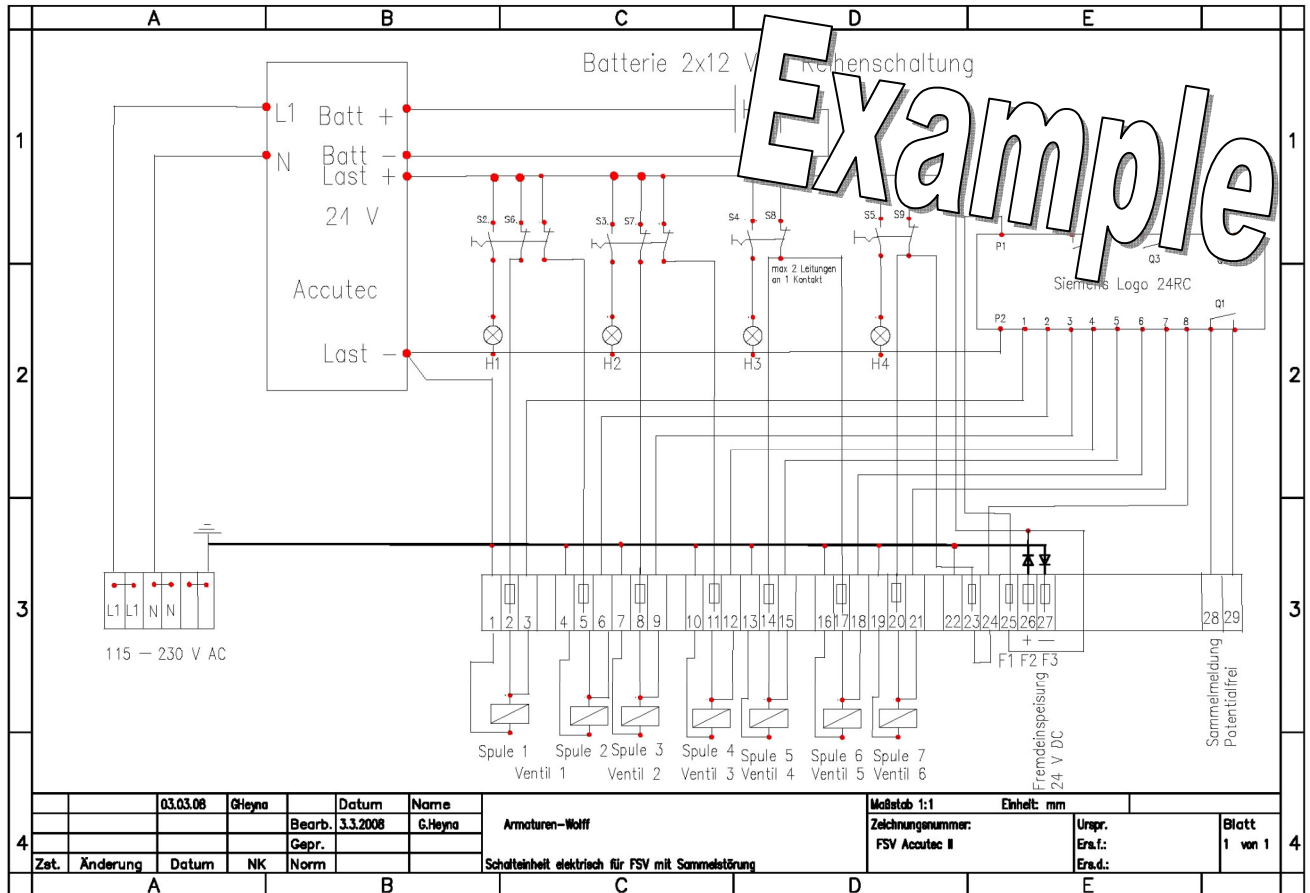 A B C D E
Batterie 2x12 V
Reihenschaltung
Example
L1 Batt +
1 1
N Batt –
Last +
24 V
S2 S6 S3 S7 S4 S8 S5 S9
P1
Q3
max 2 Leitungen
an 1 Kontakt
Siemens Logo 24RC
Accutec
Q1
P2 1 2 3 4 5 6 7 8
Last –
H1 H2 H3 H4
2 2
3 3
L1 L1 N N
1 2 3 4 5 6 7 8 9 10 11 12 13 14 15 16 17 18 19 20 21 22 23 24 25 26 27 28 29
115 – 230 V AC
+ –
F1 F2 F3
Fremdeinspeisung
24 V DC
Sammelmeldung
Potentialfrei
Spule 1 Spule 2 Spule 3 Spule 4 Spule 5 Spule 6 Spule 7
Ventil 1 Ventil 2 Ventil 3 Ventil 4 Ventil 5 Ventil 6
03.03.08 GHeyna Datum Name
Bearb. 3.3.2008 G.Heyna
Gepr.
Zst. Änderung Datum NK Norm
Armaturen-Wolff
Schalteinheit elektrisch für FSV mit Sammelstörung
Maßstab 1:1 Einheit: mm
Zeichnungsnummer: Urspr. Blatt
FSV Accutec II Ers.f.: 1 von 1
Ers.d.:
4 4
A B C D E